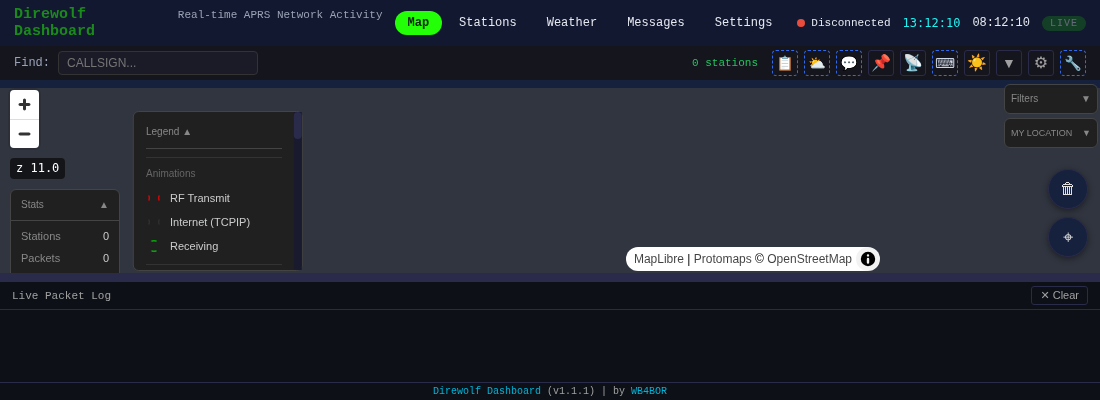 Direwolf Dashboard
Real-time APRS Network Activity
Map Stations Weather Messages Settings
Disconnected 13:12:10 08:12:10 LIVE
Find: CALLSIGN...
0 stations
Filters ▼
MY LOCATION ▼
+
−
z 11.0
Stats ▲
Stations 0
Packets 0
Legend ▲
Animations
RF Transmit
Internet (TCPIP)
Receiving
MapLibre | Protomaps © OpenStreetMap
Live Packet Log
✕ Clear
Direwolf Dashboard (v1.1.1) | by WB4BOR